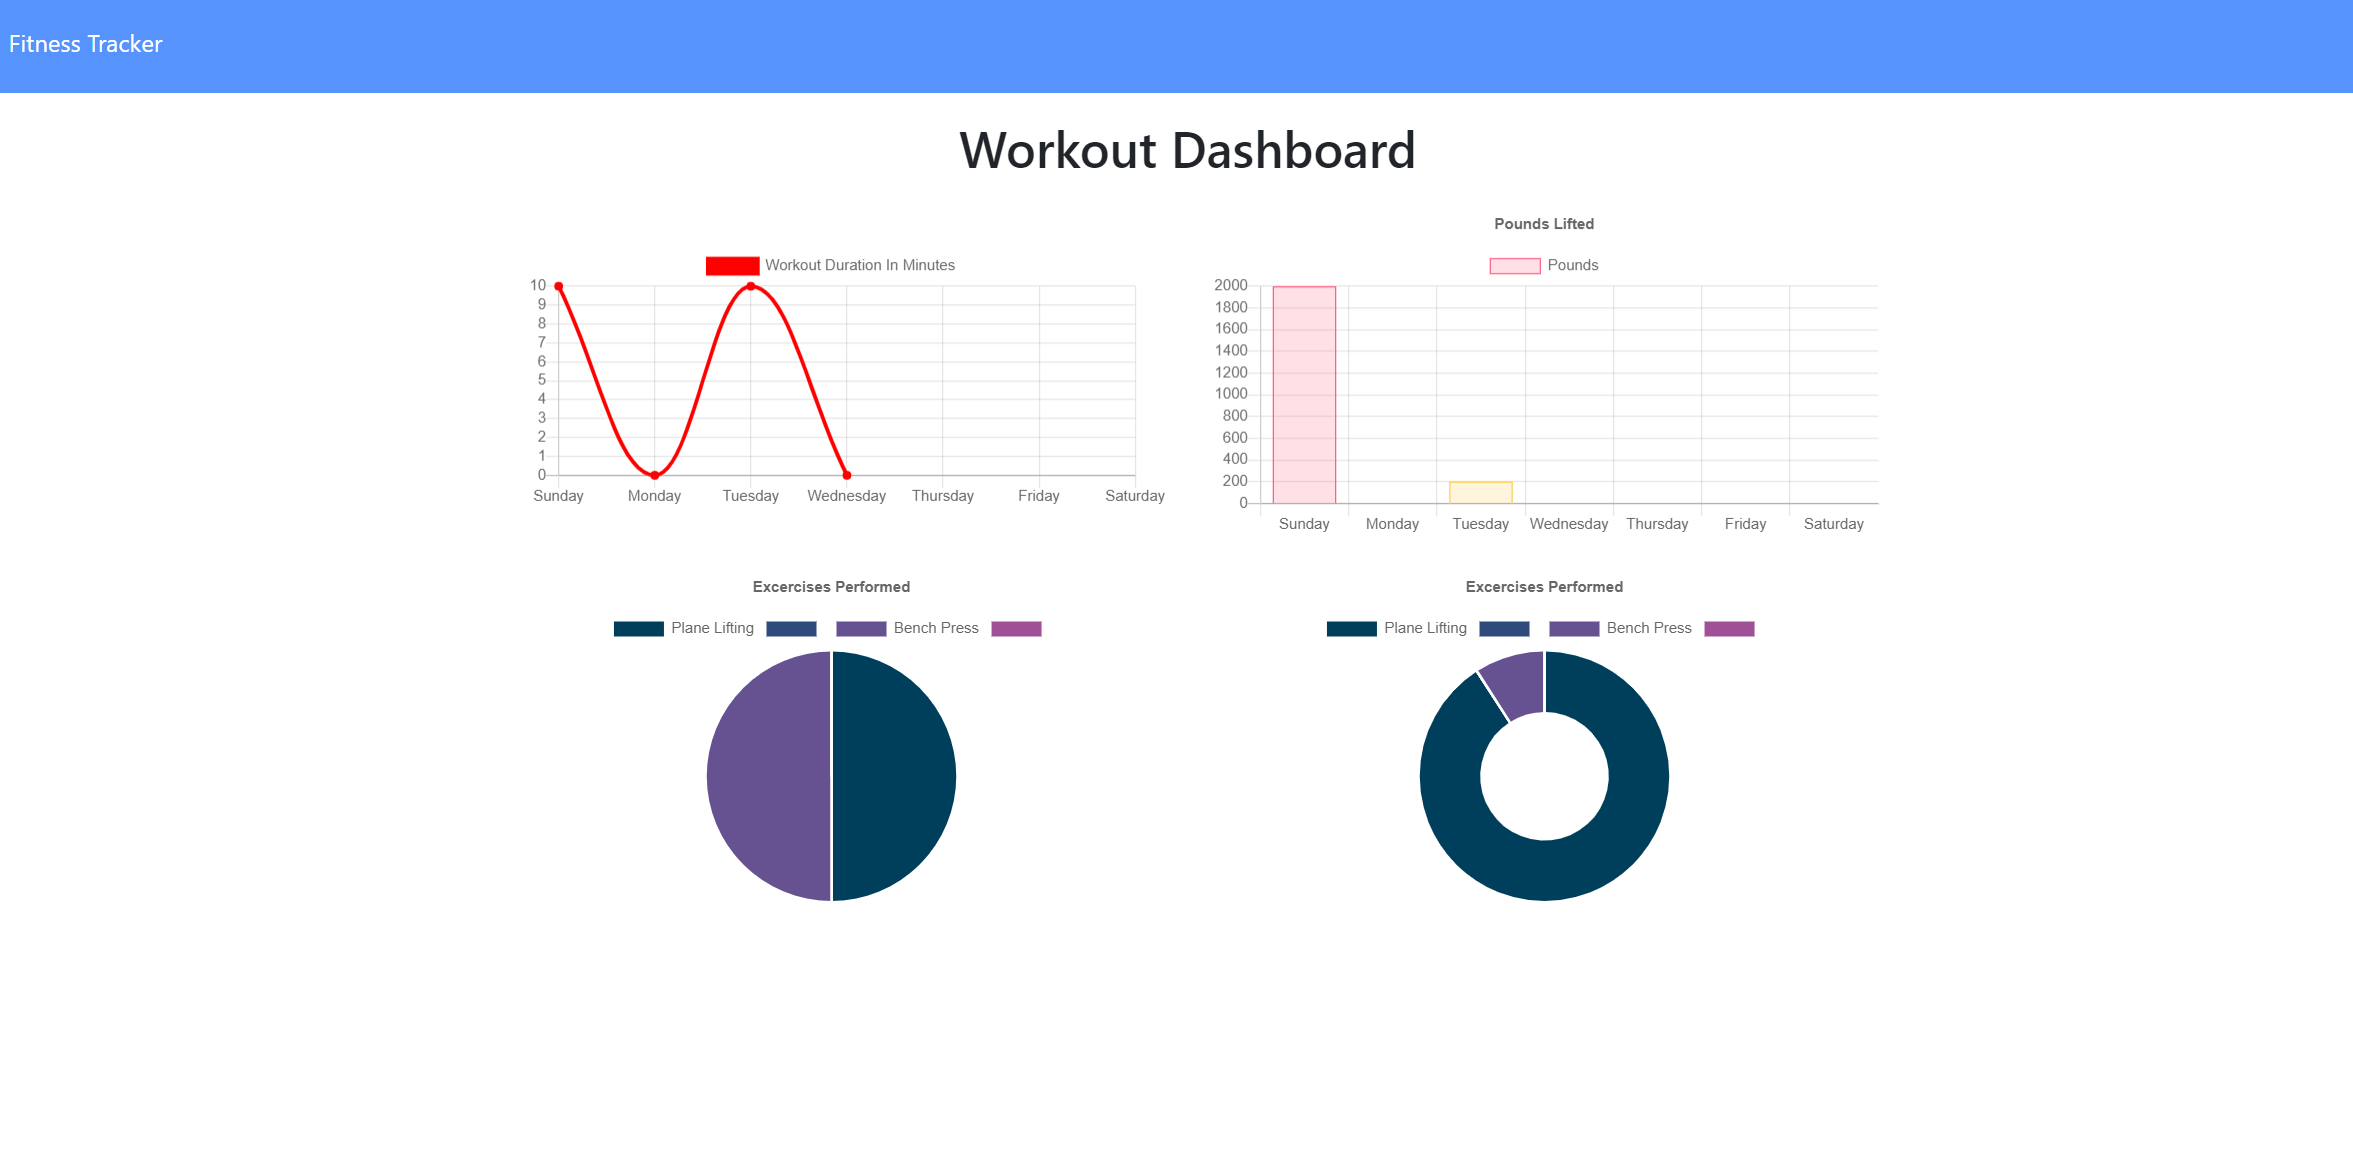 Fitness Tracker
Workout Dashboard
Workout Duration In Minutes
10
9
8
7
6
5
4
3
2
1
0
Sunday Monday Tuesday Wednesday Thursday Friday Saturday
Pounds Lifted
Pounds
2000
1800
1600
1400
1200
1000
800
600
400
200
0
Sunday Monday Tuesday Wednesday Thursday Friday Saturday
Excercises Performed
Plane Lifting Bench Press
Excercises Performed
Plane Lifting Bench Press